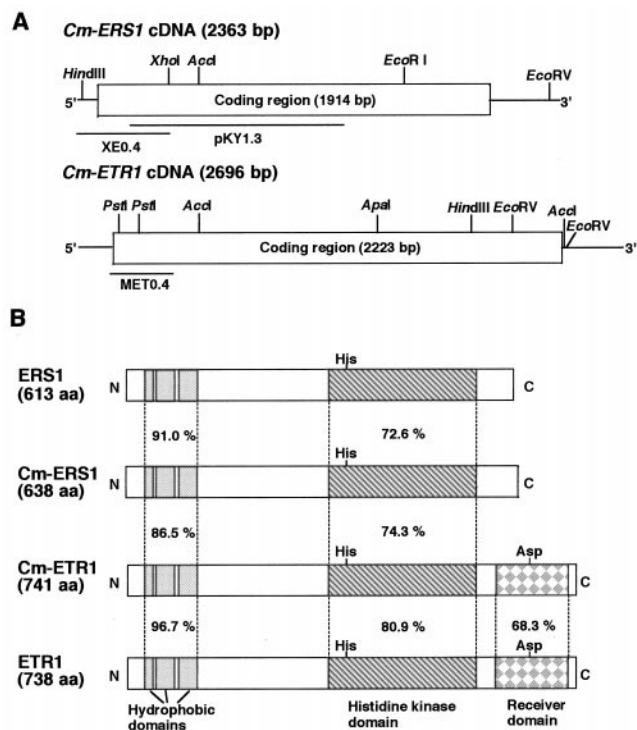 A
Cm-ERS1 cDNA (2363 bp)
HindIII XhoI AccI EcoR I EcoRV
5' Coding region (1914 bp) 3'
XE0.4 pKY1.3
Cm-ETR1 cDNA (2696 bp)
PstI PstI AccI ApaI HindIII EcoRV AccI
EcoRV
5' Coding region (2223 bp) 3'
MET0.4
B
His
ERS1
(613 aa) N C
91.0 % 72.6 %
His
Cm-ERS1
(638 aa) N C
86.5 % 74.3 %
His Asp
Cm-ETR1
(741 aa) N C
96.7 % 80.9 % 68.3 %
His Asp
ETR1
(738 aa) N C
Hydrophobic domains
Histidine kinase domain
Receiver domain